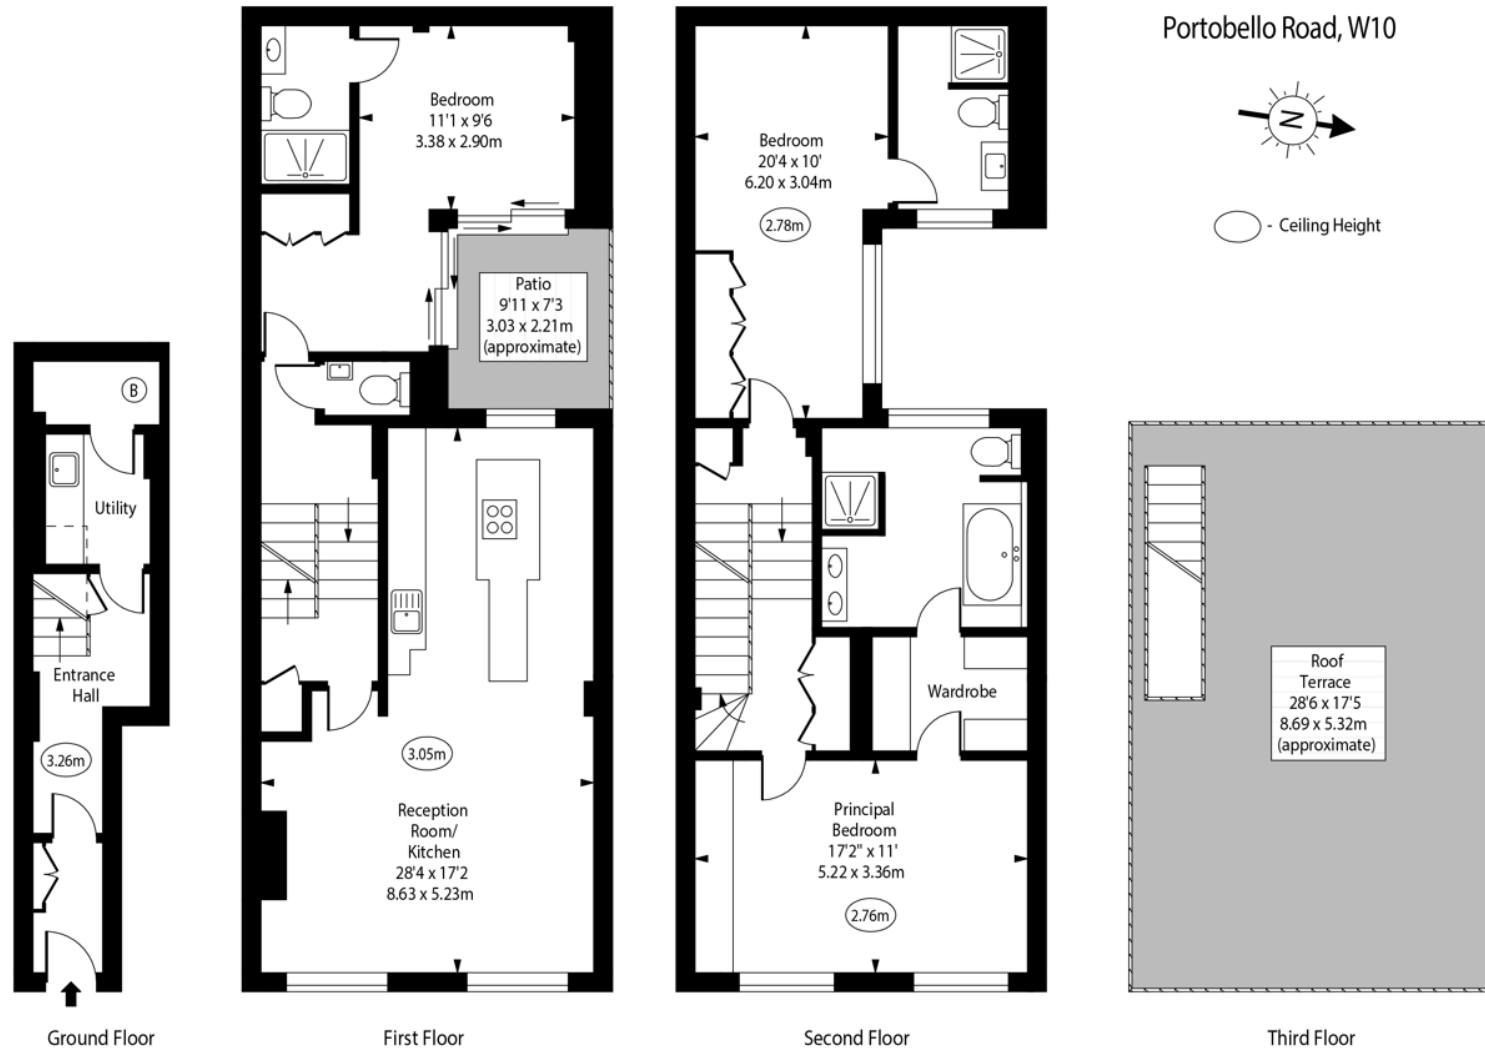 Portobello Road, W10
N
- Ceiling Height
B
Utility
Entrance
Hall
3.26m
Ground Floor
Bedroom
11'1 x 9'6
3.38 x 2.90m
Patio
9'11 x 7'3
3.03 x 2.21m
(approximate)
3.05m
Reception
Room/
Kitchen
28'4 x 17'2
8.63 x 5.23m
First Floor
Bedroom
20'4 x 10'
6.20 x 3.04m
2.78m
Wardrobe
Principal
Bedroom
17'2" x 11'
5.22 x 3.36m
2.76m
Second Floor
Roof
Terrace
28'6 x 17'5
8.69 x 5.32m
(approximate)
Third Floor